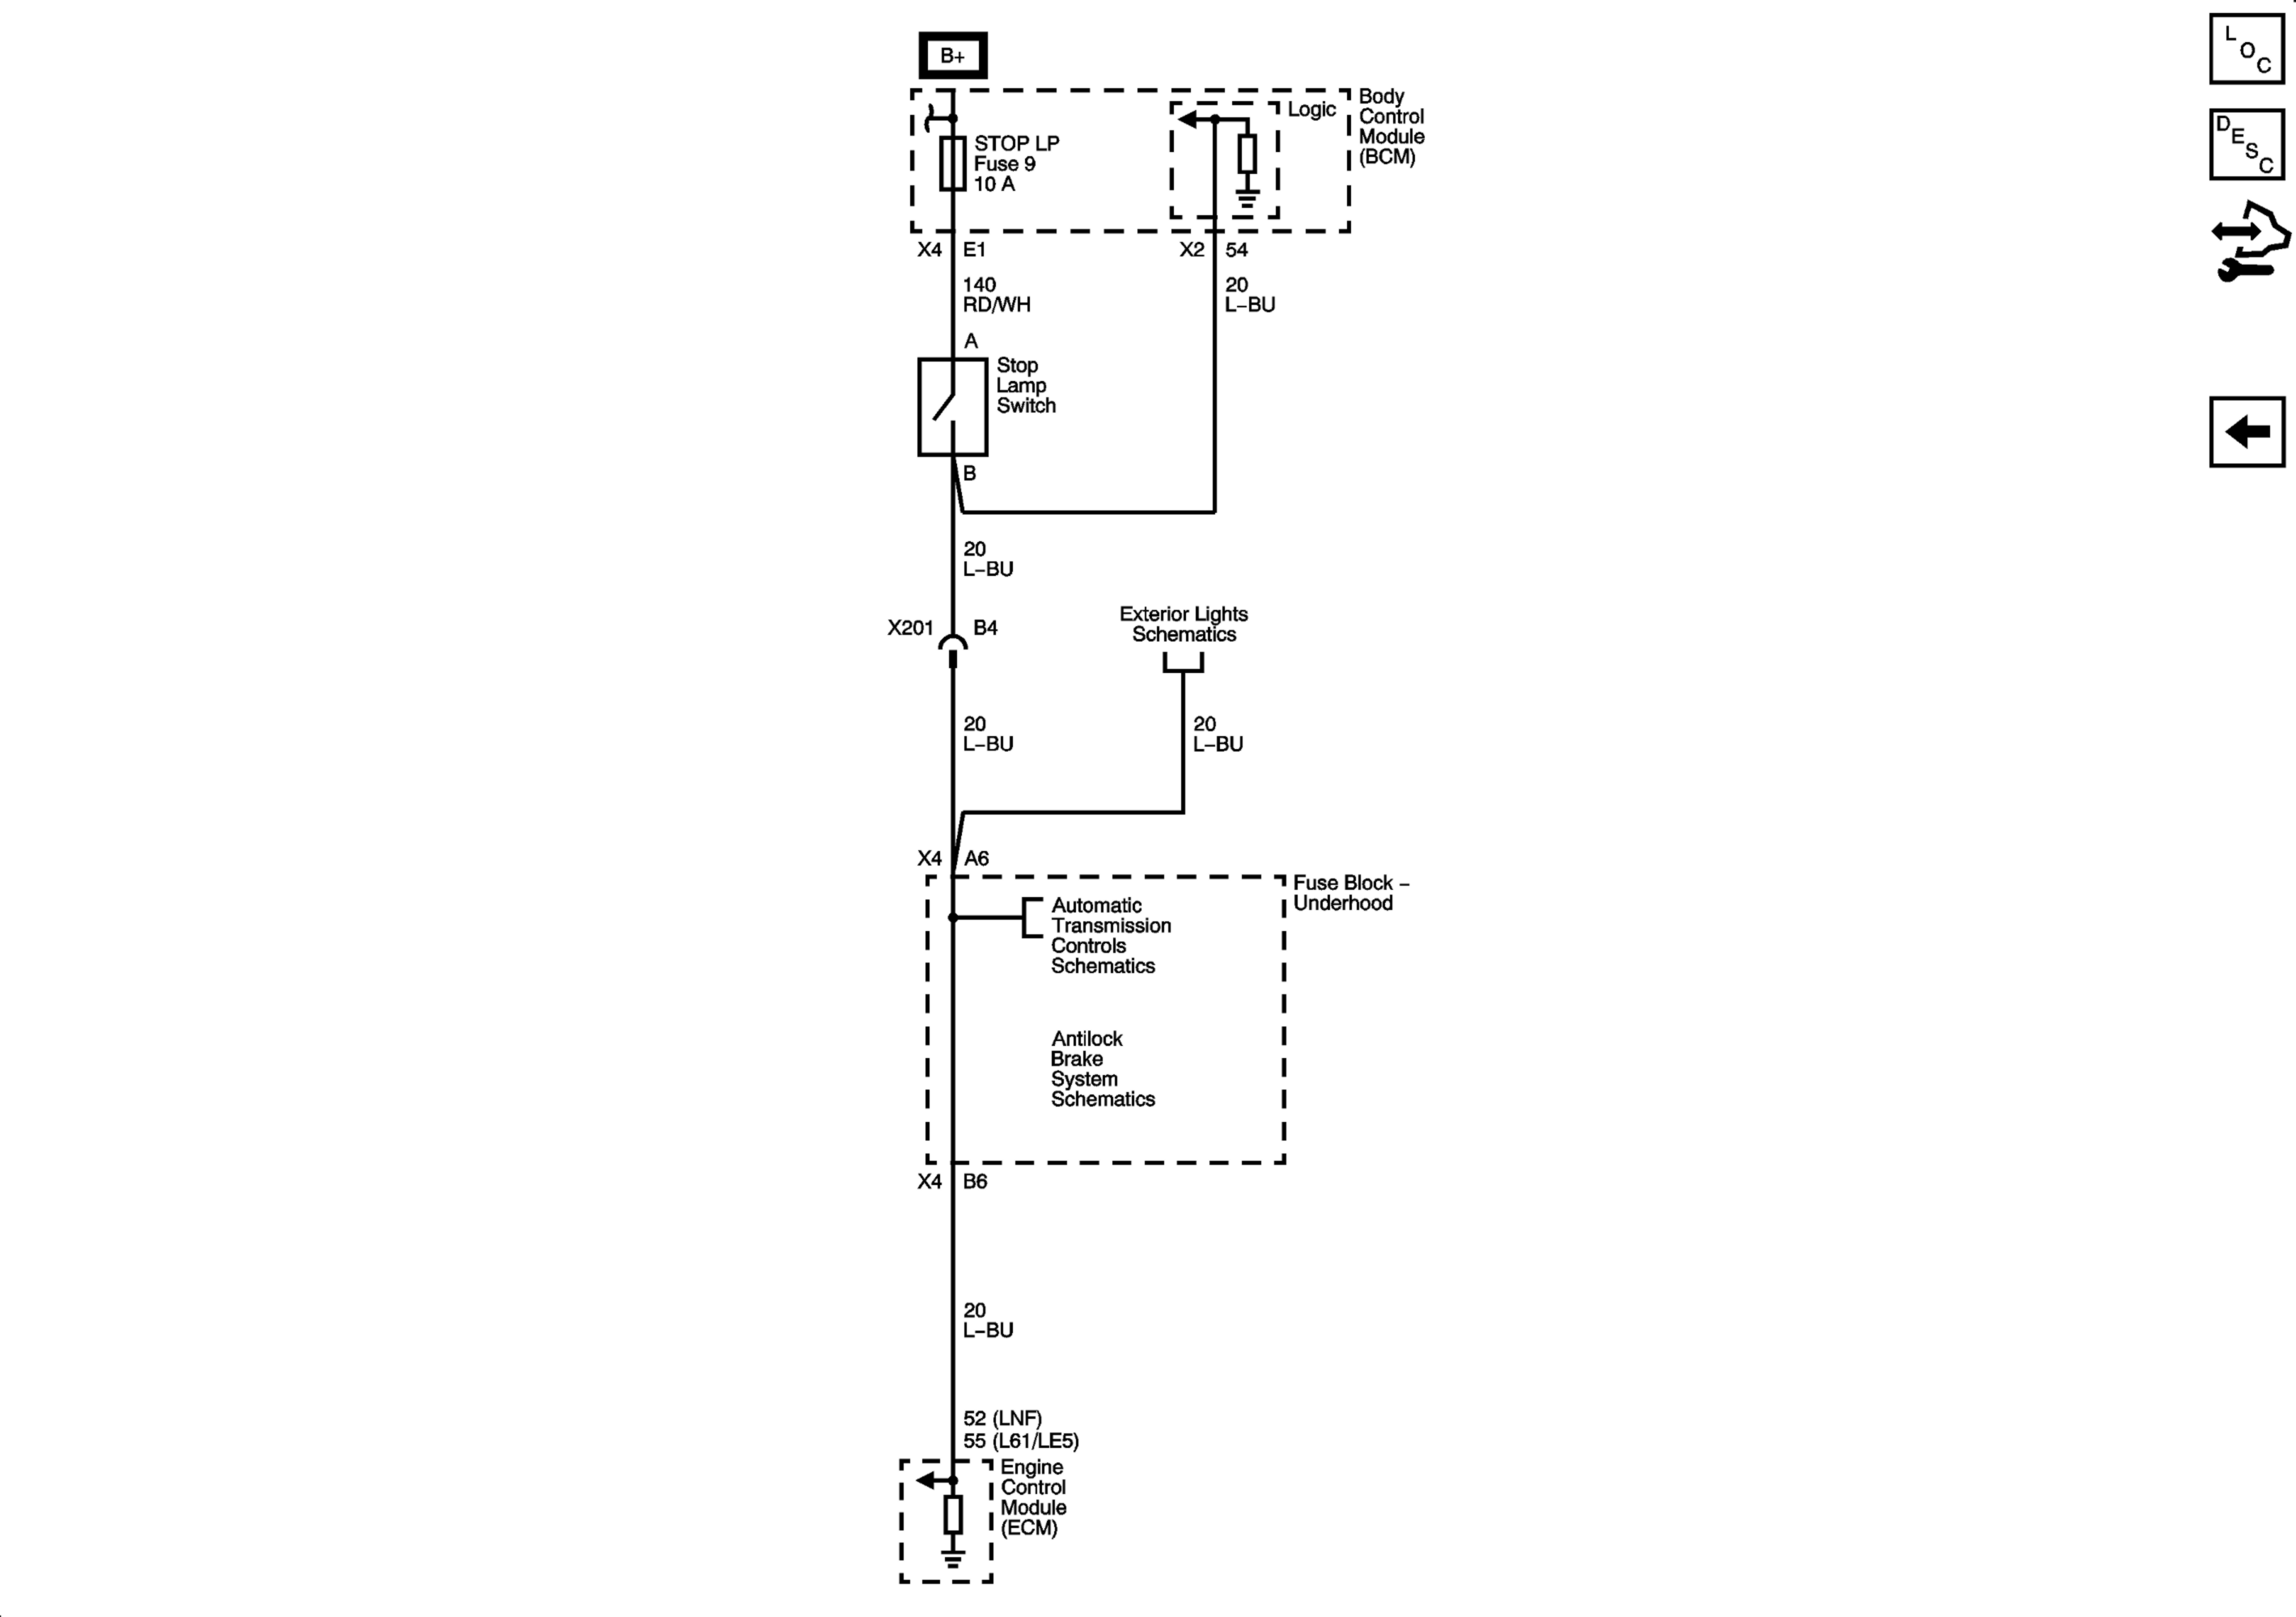 B+
STOP LP
Fuse 9
10 A
Logic
Body
Control
Module
(BCM)
X4 E1
X2 54
140
RD/WH
20
L–BU
A
Stop
Lamp
Switch
B
20
L–BU
X201 B4
Exterior Lights
Schematics
20
L–BU
20
L–BU
X4 A6
Fuse Block –
Underhood
Automatic
Transmission
Controls
Schematics
Antilock
Brake
System
Schematics
X4 B6
20
L–BU
52 (LNF)
55 (L61/LE5)
Engine
Control
Module
(ECM)
LOC
DESC